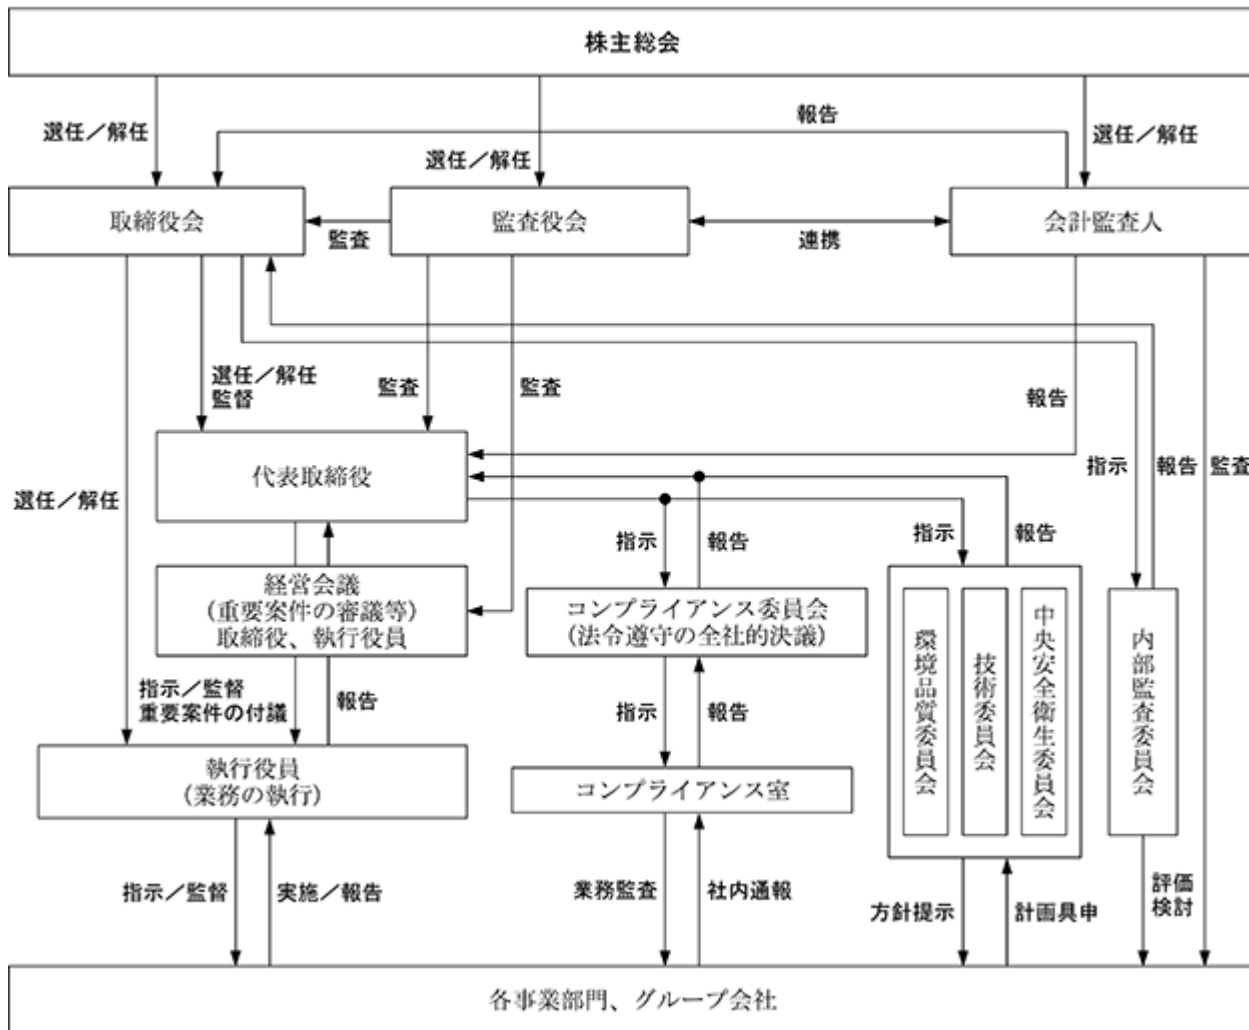 株主総会
選任／解任
選任／解任
報告
選任／解任
取締役会
監査
監査役会
連携
会計監査人
選任／解任
監督
監査
監査
報告
代表取締役
選任／解任
指示
報告
指示
報告
指示
報告
監査
経営会議
(重要案件の審議等)
取締役、執行役員
コンプライアンス委員会
(法令遵守の全社的決議)
環境品質委員会
技術委員会
中央安全衛生委員会
内部監査委員会
指示／監督
重要案件の付議
報告
指示
報告
執行役員
(業務の執行)
コンプライアンス室
指示／監督
実施／報告
業務監査
社内通報
方針提示
計画具申
評価
検討
各事業部門、グループ会社